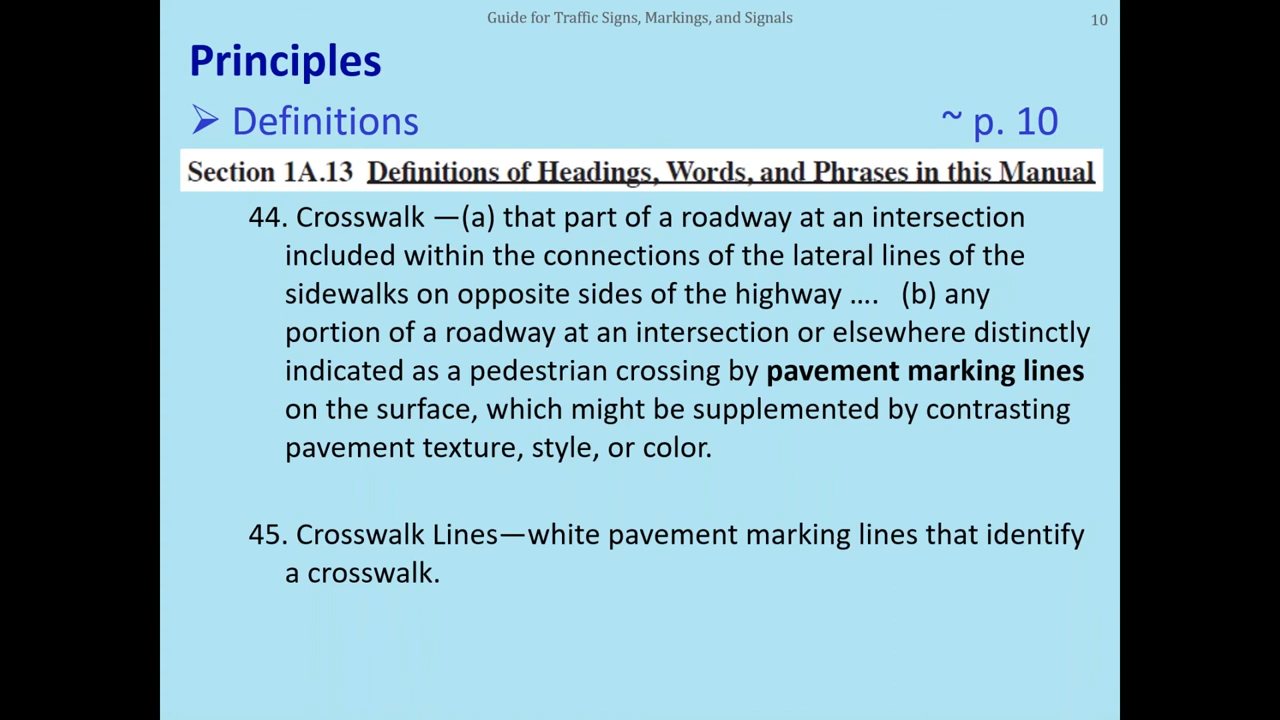 Guide for Traffic Signs, Markings, and Signals
10
Principles
➢ Definitions ~ p. 10
Section 1A.13 Definitions of Headings, Words, and Phrases in this Manual
44. Crosswalk —(a) that part of a roadway at an intersection
included within the connections of the lateral lines of the
sidewalks on opposite sides of the highway …. (b) any
portion of a roadway at an intersection or elsewhere distinctly
indicated as a pedestrian crossing by pavement marking lines
on the surface, which might be supplemented by contrasting
pavement texture, style, or color.
45. Crosswalk Lines—white pavement marking lines that identify
a crosswalk.